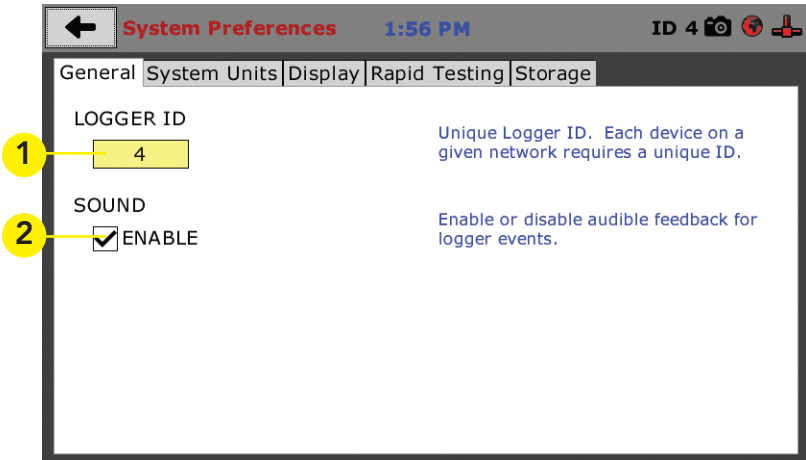 System Preferences 1:56 PM ID 4
General System Units Display Rapid Testing Storage
LOGGER ID
1
4
Unique Logger ID. Each device on a
given network requires a unique ID.
SOUND
2
ENABLE
Enable or disable audible feedback for
logger events.